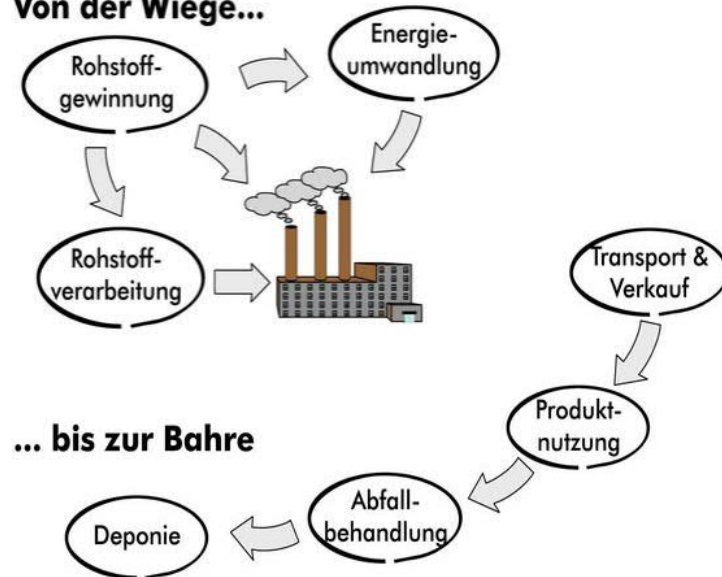 Von der Wiege...
Rohstoff-
gewinnung
Energie-
umwandlung
Rohstoff-
verarbeitung
Transport &
Verkauf
Produkt-
nutzung
... bis zur Bahre
Abfall-
behandlung
Deponie